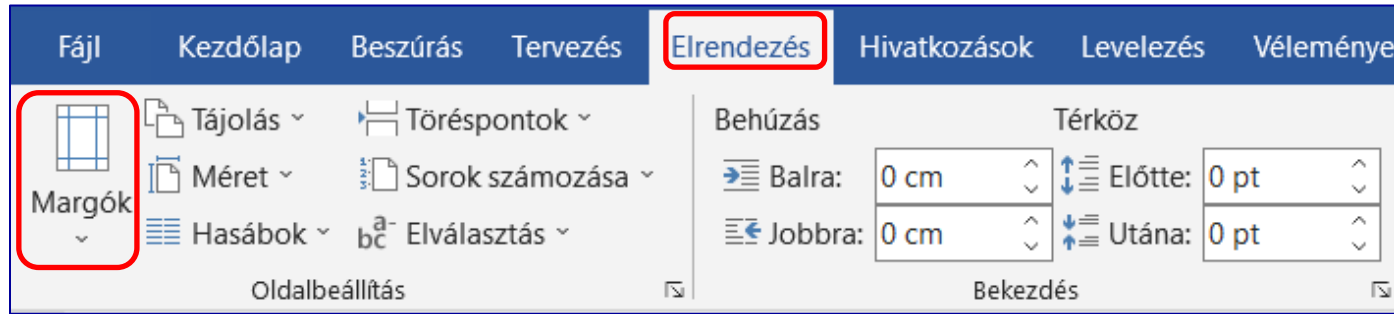 Fájl Kezdőlap Beszúrás Tervezés Elrendezés Hivatkozások Levelezés Véleménye
Margók
Tájolás
Méret
Hasábok
Töréspontok
Sorok számozása
Elválasztás
Oldalbeállítás
Behúzás
Balra: 0 cm
Jobbra: 0 cm
Térköz
Előtte: 0 pt
Utána: 0 pt
Bekezdés